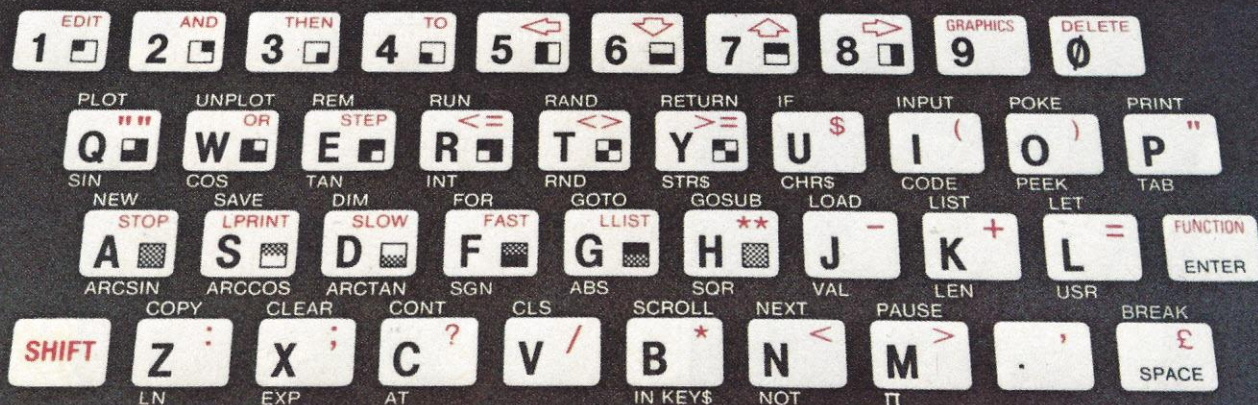 EDIT AND THEN TO GRAPHICS DELETE
1 2 3 4 5 6 7 8 9 0
PLOT UNPLOT REM RUN RAND RETURN IF INPUT POKE PRINT
"" OR STEP <= <> >= $ ( ) "
Q W E R T Y U I O P
SIN COS TAN INT RND STR$ CHR$ CODE PEEK TAB
NEW SAVE DIM FOR GOTO GOSUB LOAD LIST LET
STOP LPRINT SLOW FAST LLIST ** - + = FUNCTION
A S D F G H J K L ENTER
ARCSIN ARCCOS ARCTAN SGN ABS SQR VAL LEN USR
COPY CLEAR CONT CLS SCROLL NEXT PAUSE BREAK
: ; ? / * < > , £
SHIFT Z X C V B N M . SPACE
LN EXP AT IN KEY$ NOT π